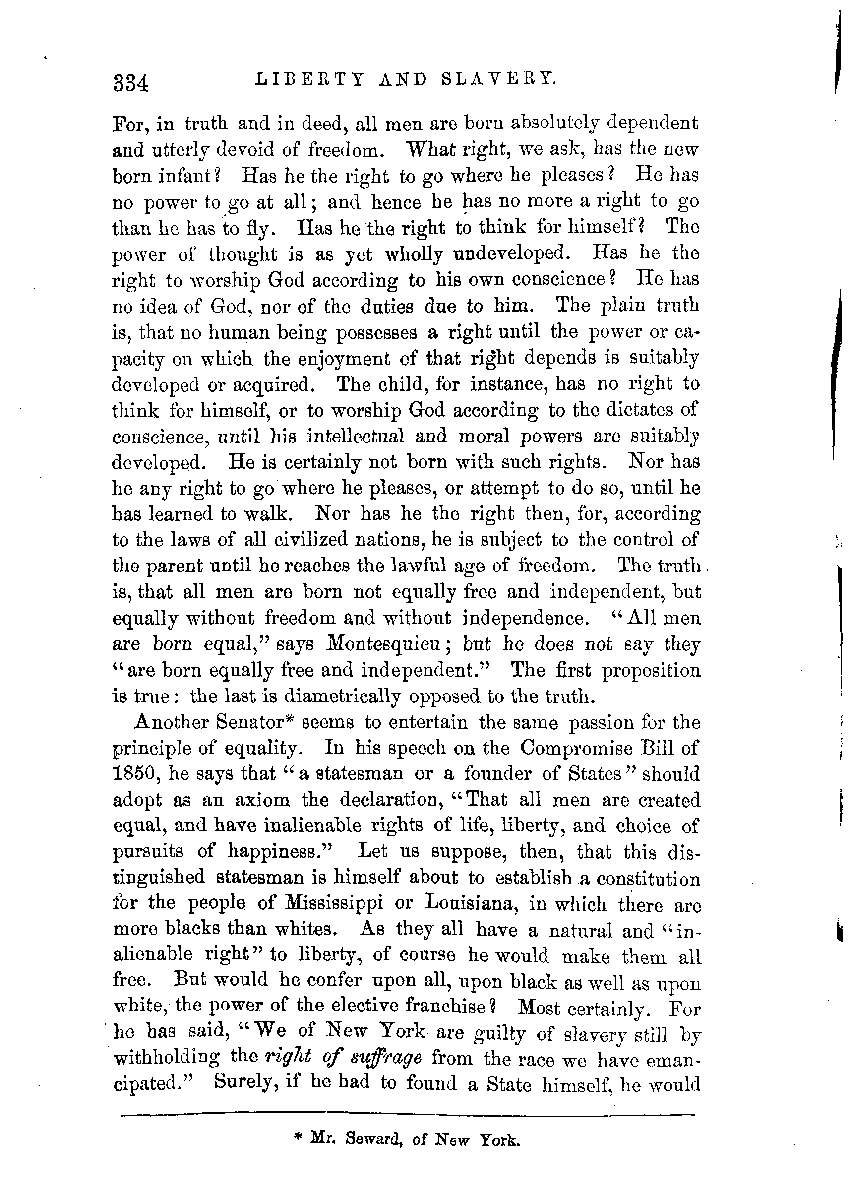 334 LIBERTY AND SLAVERY.
For, in truth and in deed, all men are born absolutely dependent
and utterly devoid of freedom. What right, we ask, has the new
born infant? Has he the right to go where he pleases? He has
no power to go at all; and hence he has no more a right to go
than he has to fly. Has he the right to think for himself? The
power of thought is as yet wholly undeveloped. Has he the
right to worship God according to his own conscience? He has
no idea of God, nor of the duties due to him. The plain truth
is, that no human being possesses a right until the power or ca-
pacity on which the enjoyment of that right depends is suitably
developed or acquired. The child, for instance, has no right to
think for himself, or to worship God according to the dictates of
conscience, until his intellectual and moral powers are suitably
developed. He is certainly not born with such rights. Nor has
he any right to go where he pleases, or attempt to do so, until he
has learned to walk. Nor has he the right then, for, according
to the laws of all civilized nations, he is subject to the control of
the parent until he reaches the lawful age of freedom. The truth
is, that all men are born not equally free and independent, but
equally without freedom and without independence. "All men
are born equal," says Montesquieu; but he does not say they
"are born equally free and independent." The first proposition
is true: the last is diametrically opposed to the truth.
Another Senator* seems to entertain the same passion for the
principle of equality. In his speech on the Compromise Bill of
1850, he says that "a statesman or a founder of States" should
adopt as an axiom the declaration, "That all men are created
equal, and have inalienable rights of life, liberty, and choice of
pursuits of happiness." Let us suppose, then, that this dis-
tinguished statesman is himself about to establish a constitution
for the people of Mississippi or Louisiana, in which there are
more blacks than whites. As they all have a natural and "in-
alienable right" to liberty, of course he would make them all
free. But would he confer upon all, upon black as well as upon
white, the power of the elective franchise? Most certainly. For
he has said, "We of New York are guilty of slavery still by
withholding the right of suffrage from the race we have eman-
cipated." Surely, if he had to found a State himself, he would
* Mr. Seward, of New York.